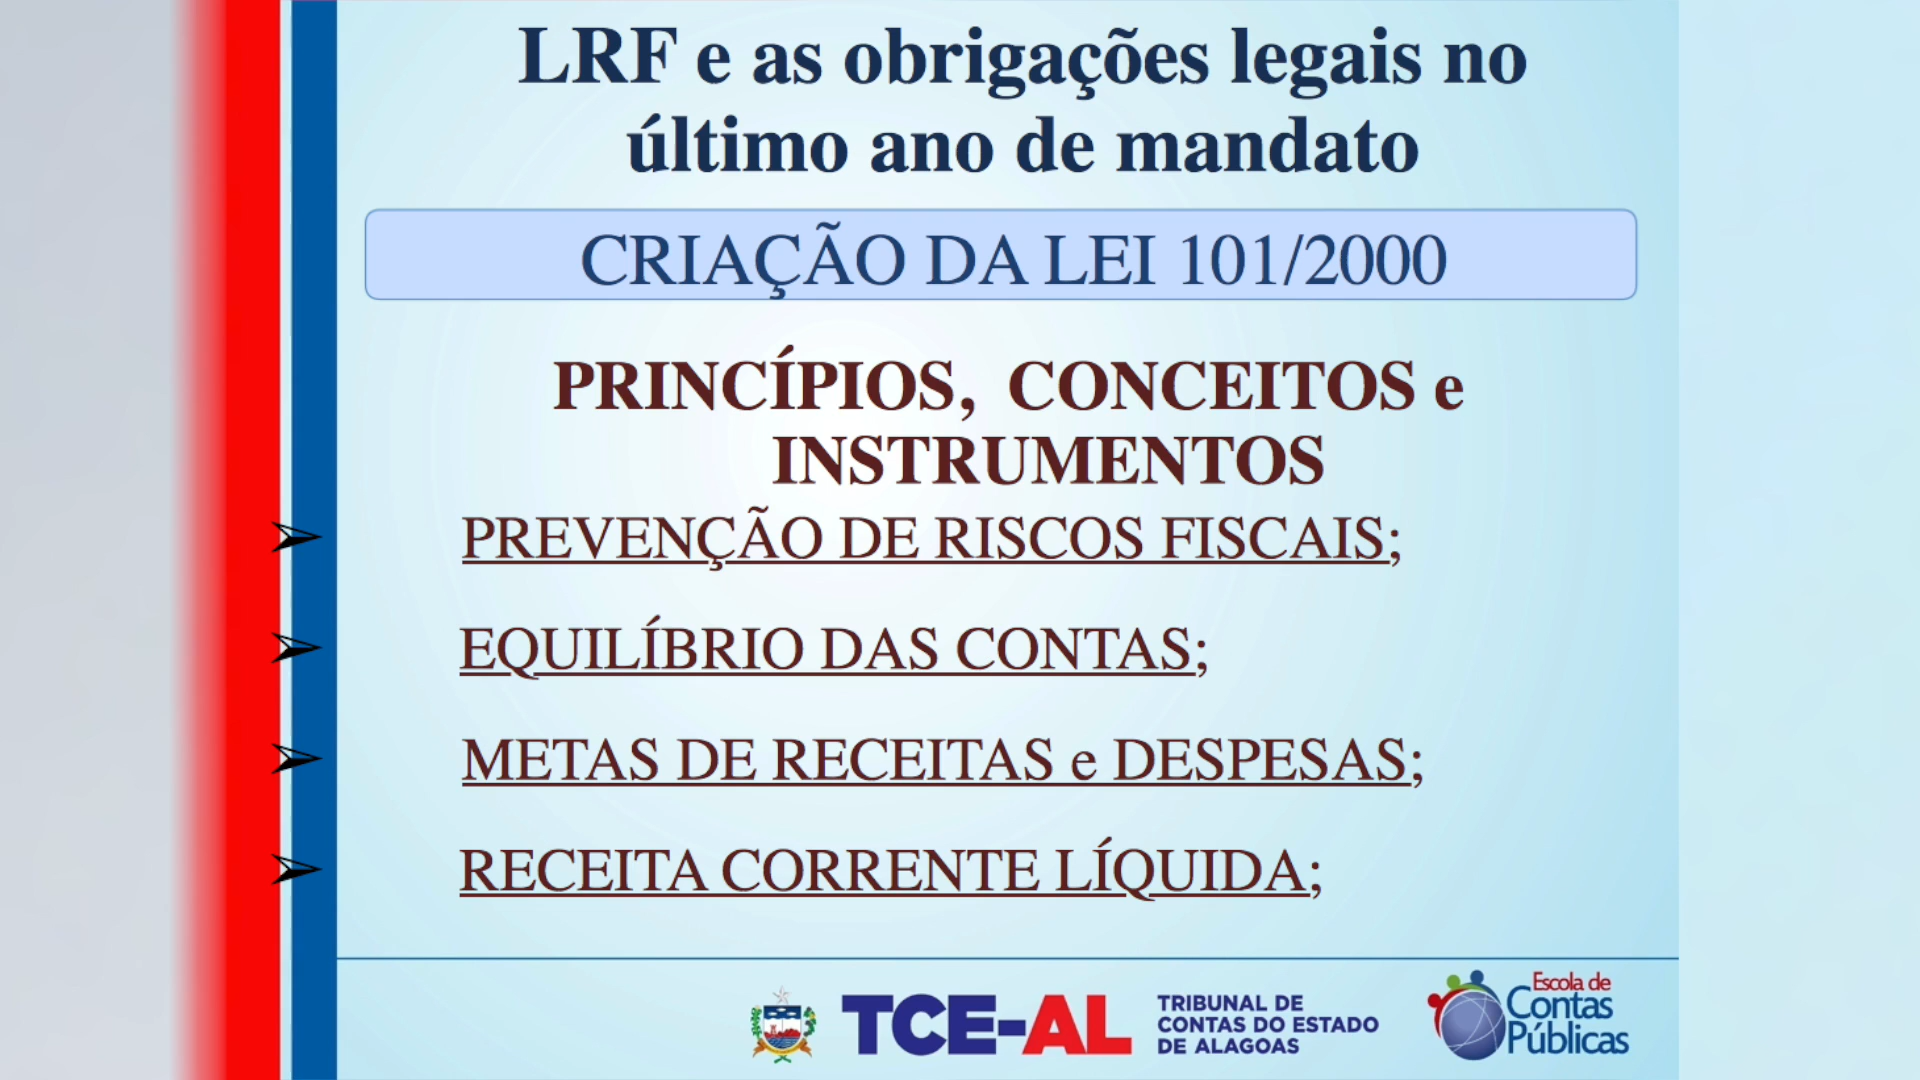 LRF e as obrigações legais no
último ano de mandato
CRIAÇÃO DA LEI 101/2000
PRINCÍPIOS, CONCEITOS e
INSTRUMENTOS
➢ PREVENÇÃO DE RISCOS FISCAIS;
➢ EQUILÍBRIO DAS CONTAS;
➢ METAS DE RECEITAS e DESPESAS;
➢ RECEITA CORRENTE LÍQUIDA;
TCE-AL
TRIBUNAL DE
CONTAS DO ESTADO
DE ALAGOAS
Escola de
Contas
Públicas